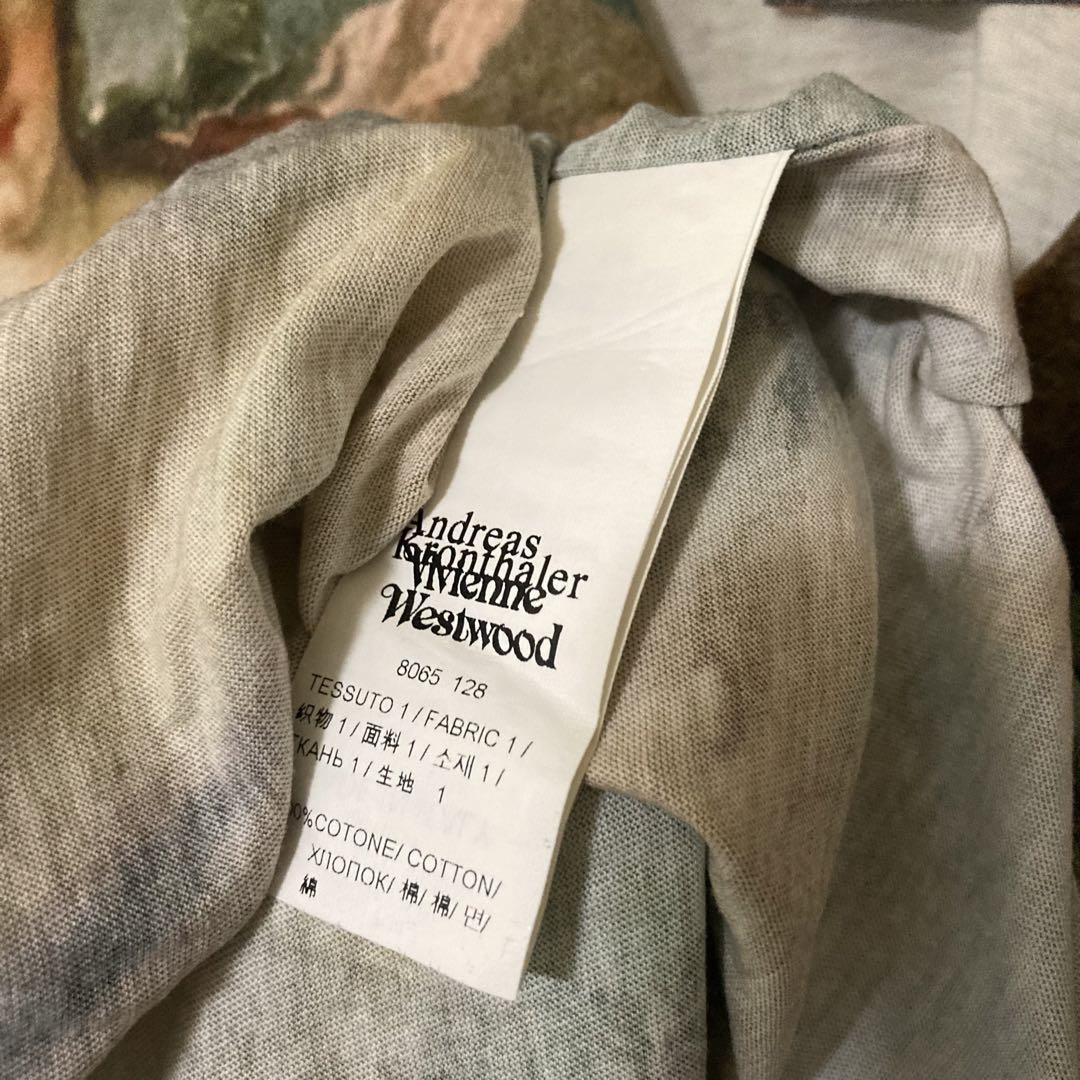 Andreas
Kronthaler
Vivienne
Westwood
8065 128
TESSUTO 1 / FABRIC 1 /
织物 1 / 面料 1 / 소재 1 /
ТКАНЬ 1 / 生地 1
00%COTONE/ COTTON/
ХЛОПОК/ 棉/ 棉/ 면/
綿